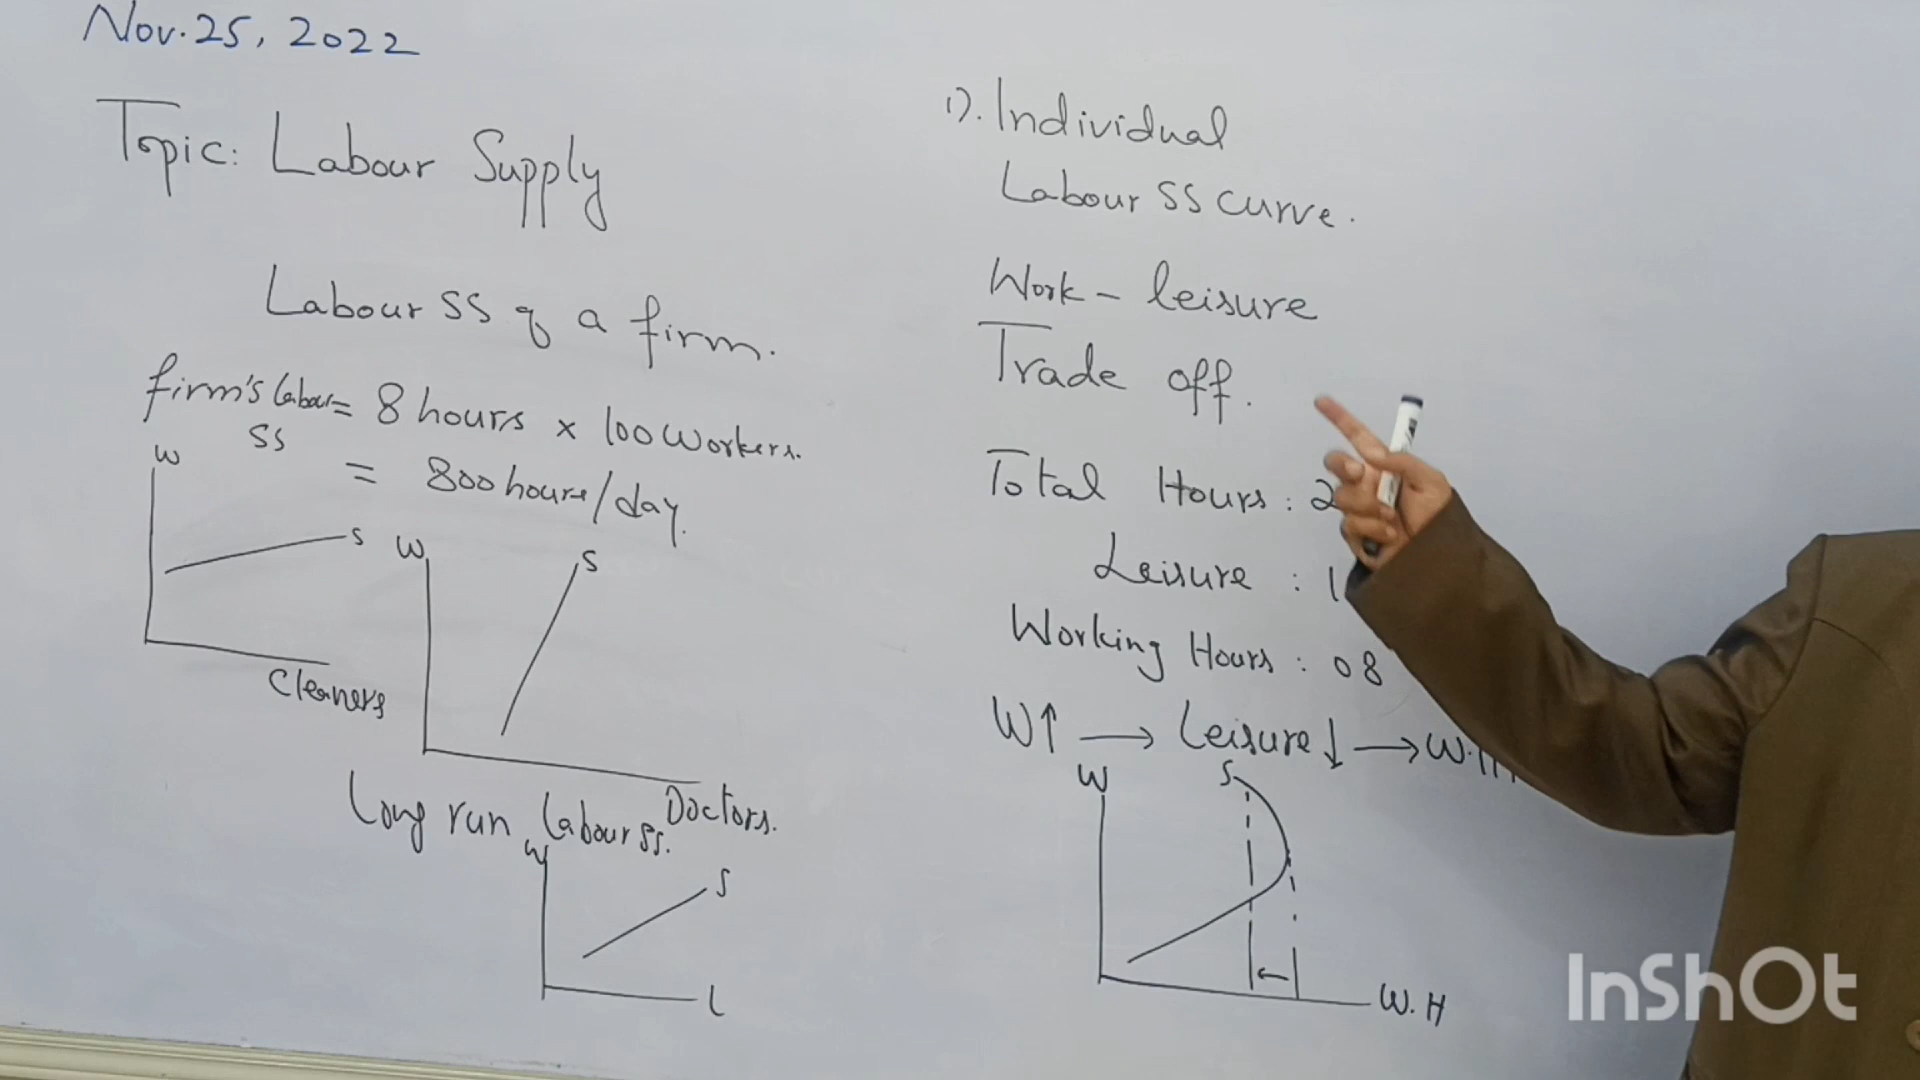 Nov. 25, 2022
Topic: Labour Supply
Labour SS of a firm.
firm's labour = 8 hours × 100 workers.
SS
= 800 hours/day.
W
S
Cleaners
W
S
Doctors.
Long run labour SS.
W
S
L
1). Individual
Labour SS curve.
Work - leisure
Trade off.
Total Hours : 2
Leisure : 1
Working Hours : 08
W↑ → Leisure ↓ → W.H
W
S
W.H
InShOt